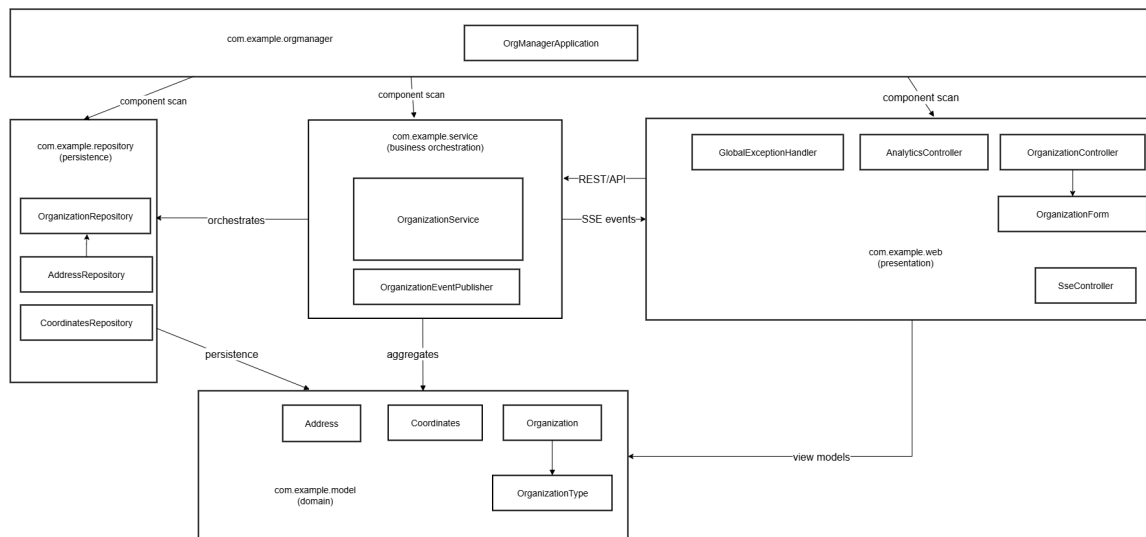 com.example.orgmanager
OrgManagerApplication
component scan
component scan
component scan
com.example.repository
(persistence)
OrganizationRepository
AddressRepository
CoordinatesRepository
orchestrates
com.example.service
(business orchestration)
OrganizationService
OrganizationEventPublisher
REST/API
SSE events
GlobalExceptionHandler
AnalyticsController
OrganizationController
OrganizationForm
com.example.web
(presentation)
SseController
persistence
aggregates
view models
Address
Coordinates
Organization
OrganizationType
com.example.model
(domain)